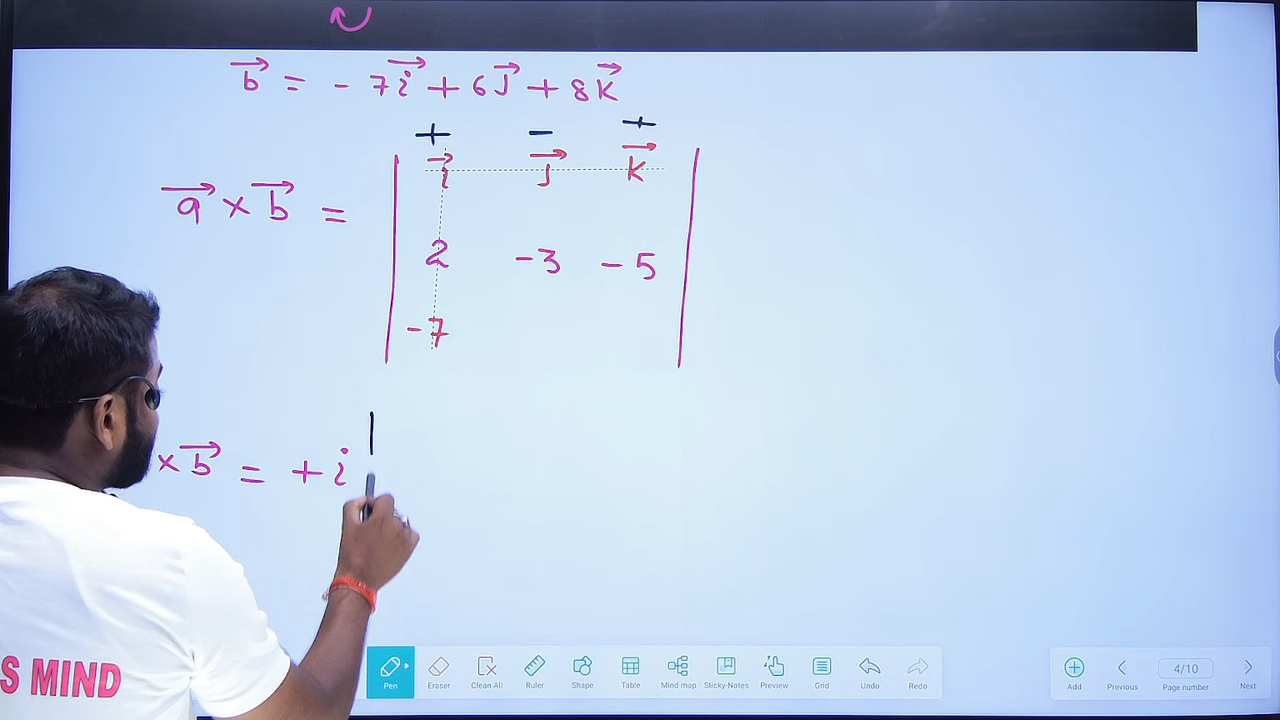 b⃗ = - 7i⃗ + 6J⃗ + 8K⃗
+ - +
i⃗ J⃗ K⃗
a⃗ × b⃗ =
2 -3 -5
-7
× b⃗ = + i |
S MIND
Pen Eraser Clean All Ruler Shape Table Mind map Sticky-Notes Preview Grid Undo Redo
Add Previous 4/10 Page number Next